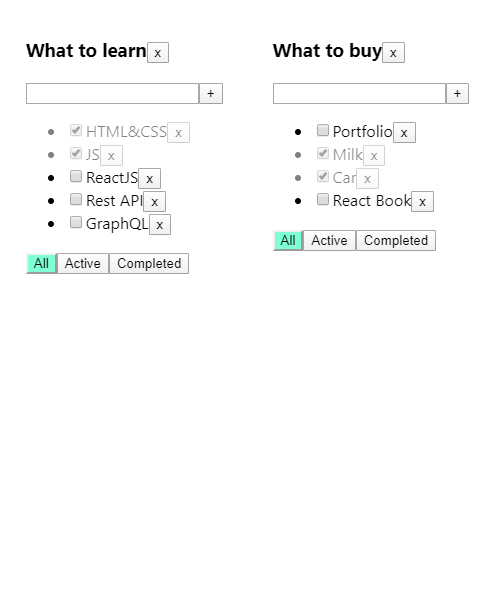 What to learn x
+
HTML&CSS x
JS x
ReactJS x
Rest API x
GraphQL x
All Active Completed
What to buy x
+
Portfolio x
Milk x
Car x
React Book x
All Active Completed